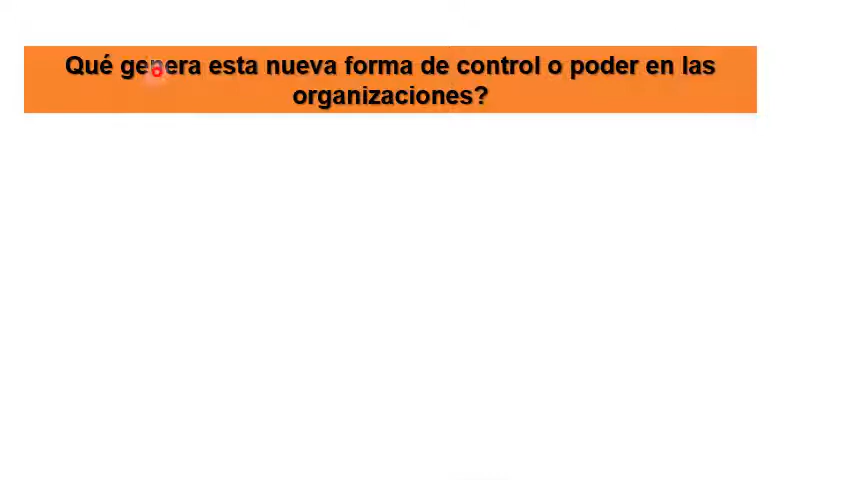 Qué genera esta nueva forma de control o poder en las
organizaciones?